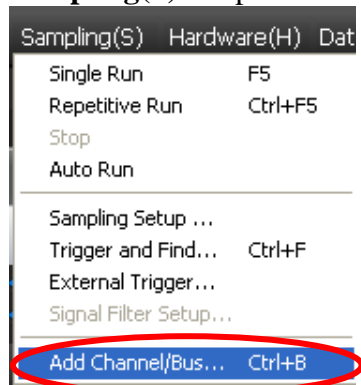 Sampling(S) Hardware(H) Dat
Single Run F5
Repetitive Run Ctrl+F5
Stop
Auto Run
Sampling Setup ...
Trigger and Find... Ctrl+F
External Trigger...
Signal Filter Setup...
Add Channel/Bus... Ctrl+B